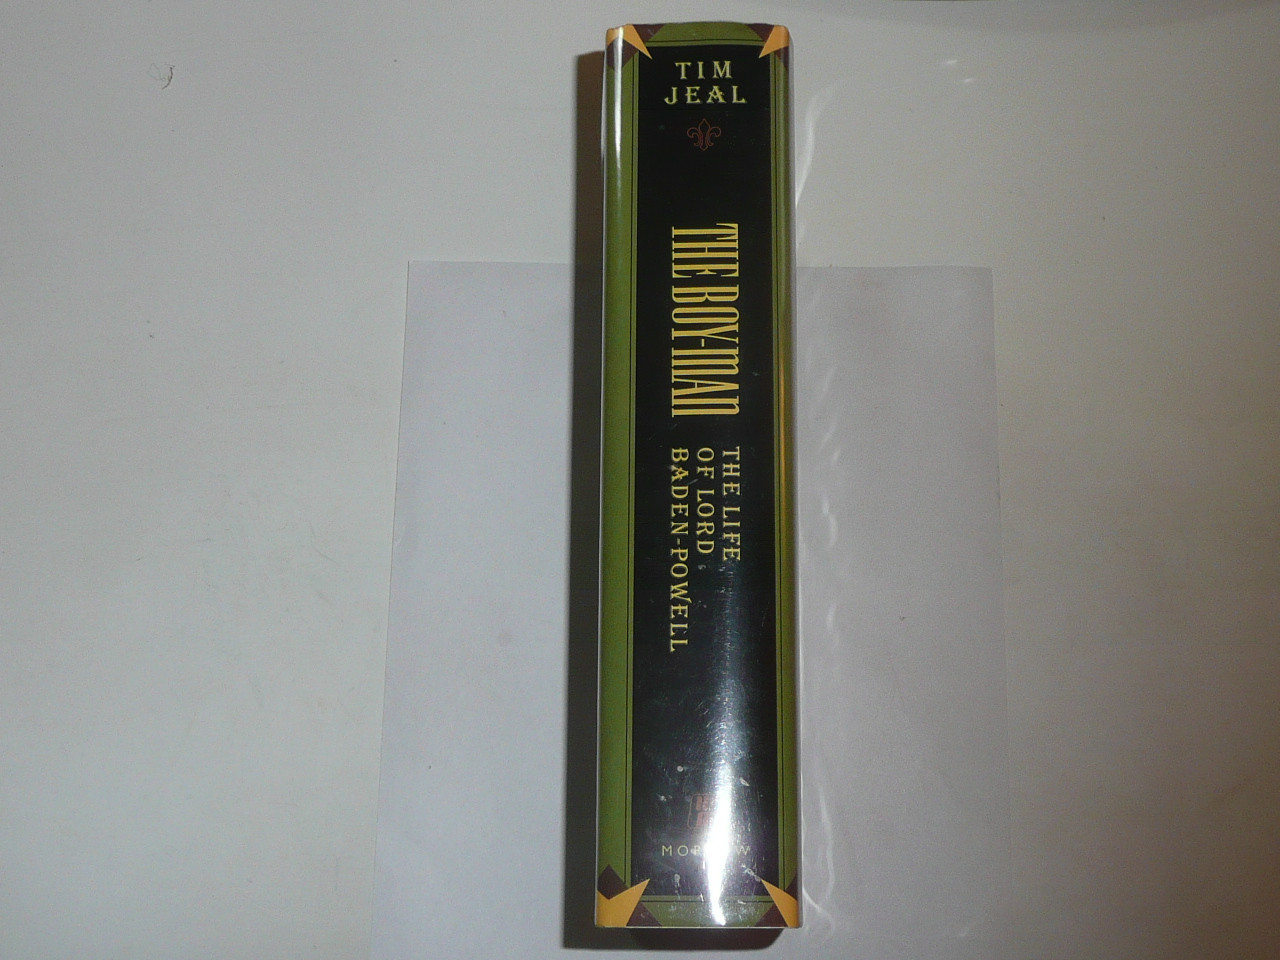 TIM
JEAL
THE BOY-MAN
THE LIFE
OF LORD
BADEN-POWELL